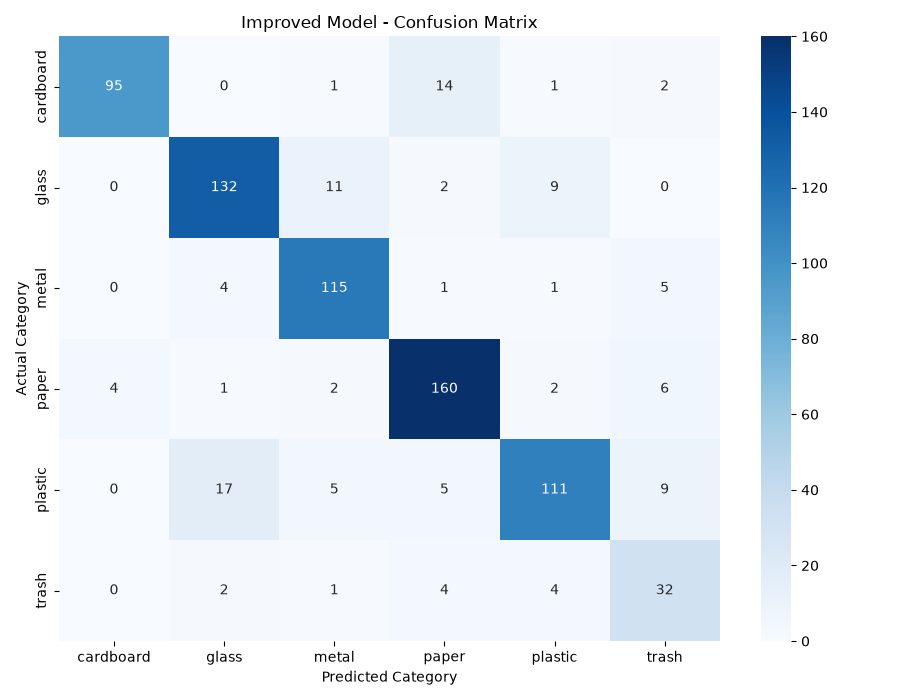 Improved Model - Confusion Matrix
Actual Category
cardboard 95 0 1 14 1 2
glass 0 132 11 2 9 0
metal 0 4 115 1 1 5
paper 4 1 2 160 2 6
plastic 0 17 5 5 111 9
trash 0 2 1 4 4 32
cardboard glass metal paper plastic trash
Predicted Category
160
140
120
100
80
60
40
20
0